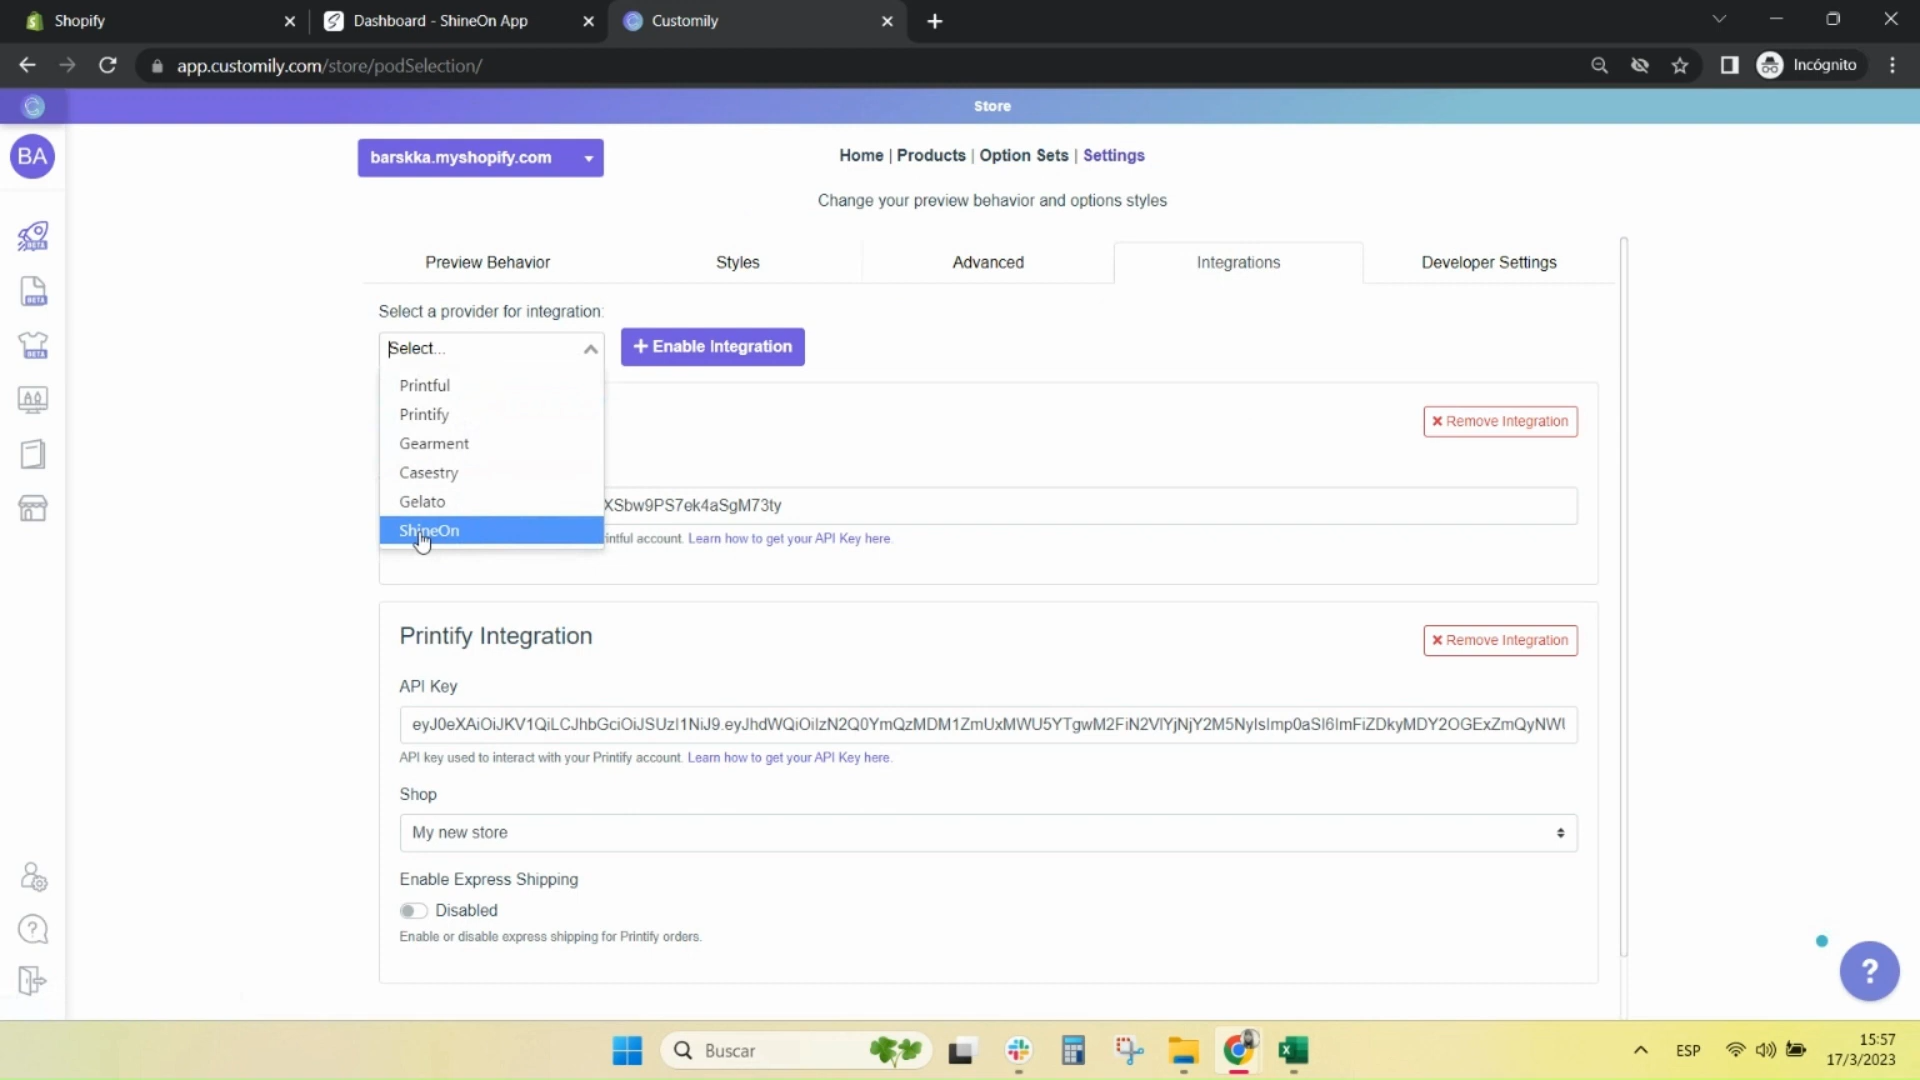 Shopify
Dashboard - ShineOn App
Customily
app.customily.com/store/podSelection/
Incógnito
Store
BA
barskka.myshopify.com
Home | Products | Option Sets | Settings
Change your preview behavior and options styles
BETA
BETA
BETA
Preview Behavior
Styles
Advanced
Integrations
Developer Settings
Select a provider for integration:
Select...
+ Enable Integration
Printful
Printify
Gearment
Casestry
Gelato
ShineOn
Remove Integration
XSbw9PS7ek4aSgM73ty
intful account. Learn how to get your API Key here.
Printify Integration
Remove Integration
API Key
API key used to interact with your Printify account. Learn how to get your API Key here.
Shop
My new store
Enable Express Shipping
Disabled
Enable or disable express shipping for Printify orders.
?
Buscar
ESP
15:57
17/3/2023